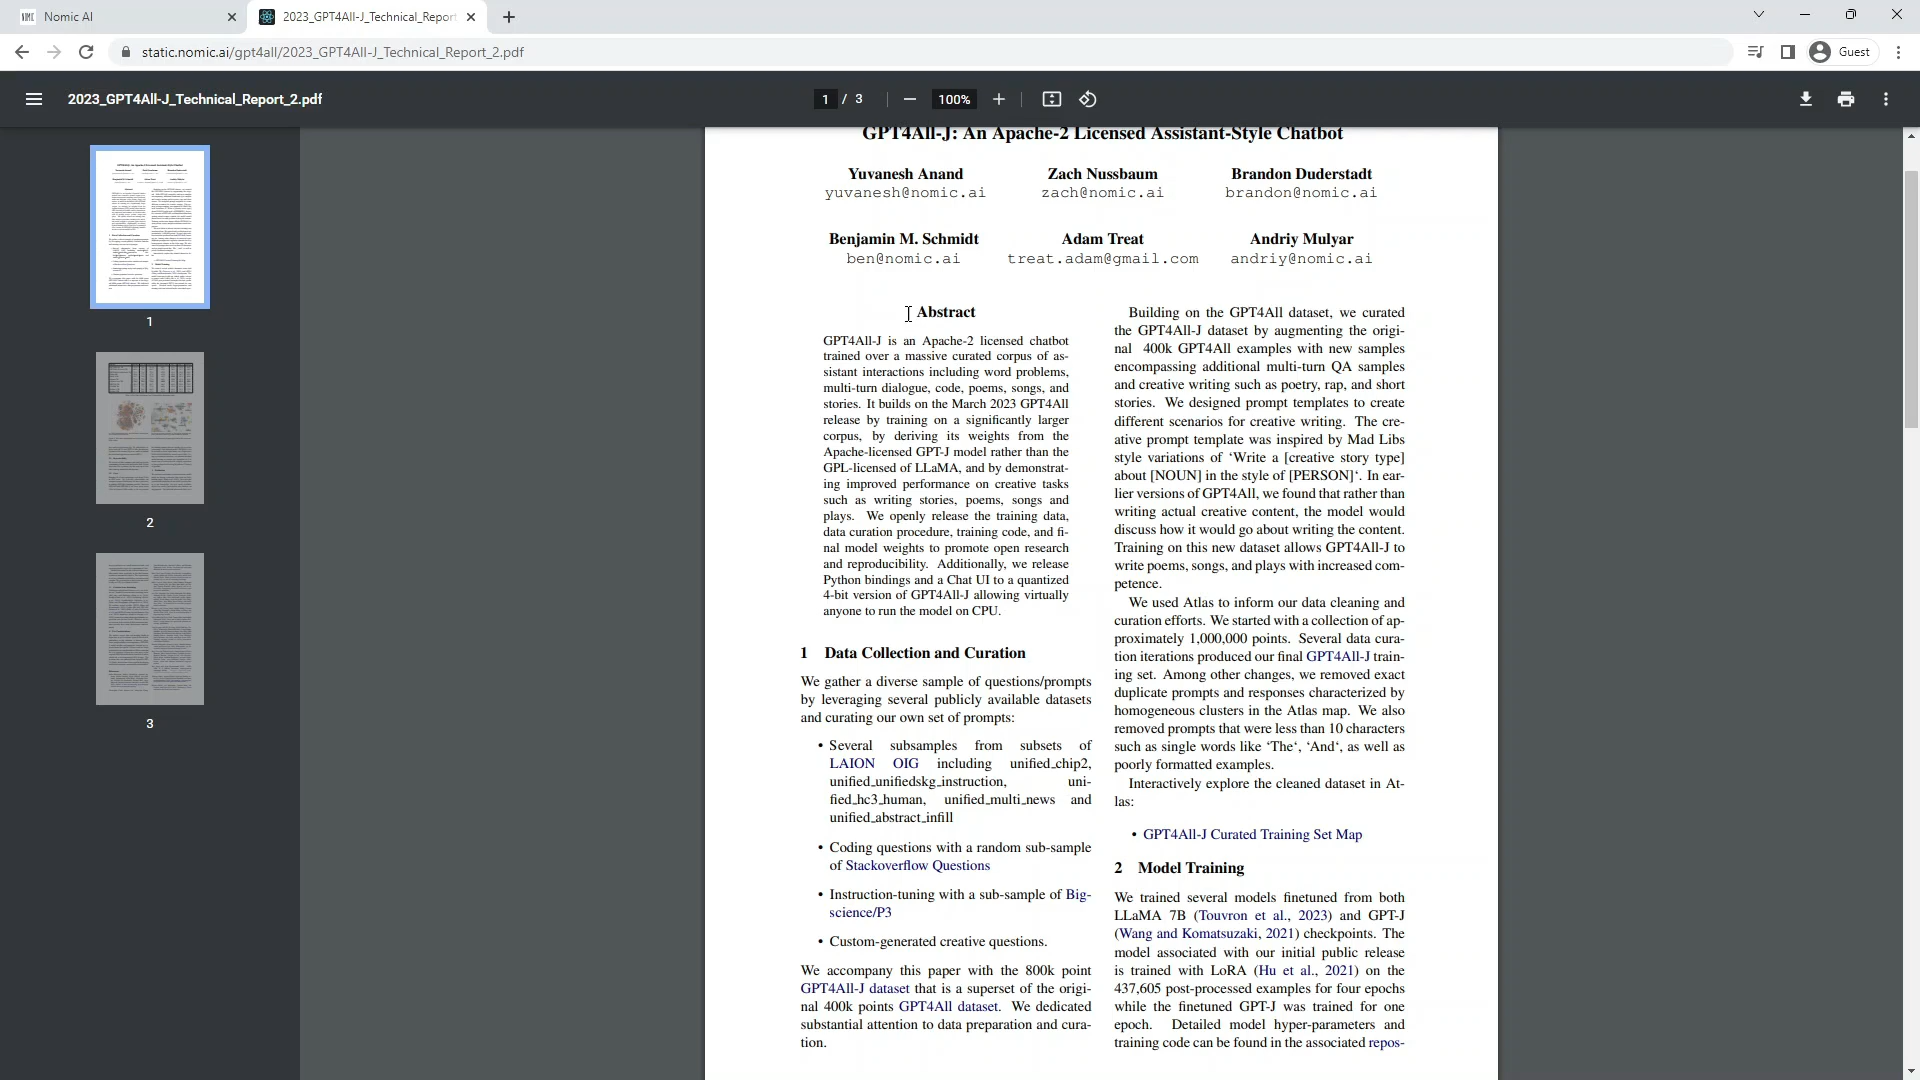 NOMIC
Nomic AI
2023_GPT4All-J_Technical_Report
static.nomic.ai/gpt4all/2023_GPT4All-J_Technical_Report_2.pdf
Guest
2023_GPT4All-J_Technical_Report_2.pdf
1 / 3
100%
1
2
3
GPT4All-J: An Apache-2 Licensed Assistant-Style Chatbot
Yuvanesh Anand Zach Nussbaum Brandon Duderstadt
yuvanesh@nomic.ai zach@nomic.ai brandon@nomic.ai
Benjamin M. Schmidt Adam Treat Andriy Mulyar
ben@nomic.ai treat.adam@gmail.com andriy@nomic.ai
Abstract
GPT4All-J is an Apache-2 licensed chatbot
trained over a massive curated corpus of as-
sistant interactions including word problems,
multi-turn dialogue, code, poems, songs, and
stories. It builds on the March 2023 GPT4All
release by training on a significantly larger
corpus, by deriving its weights from the
Apache-licensed GPT-J model rather than the
GPL-licensed of LLaMA, and by demonstrat-
ing improved performance on creative tasks
such as writing stories, poems, songs and
plays. We openly release the training data,
data curation procedure, training code, and fi-
nal model weights to promote open research
and reproducibility. Additionally, we release
Python bindings and a Chat UI to a quantized
4-bit version of GPT4All-J allowing virtually
anyone to run the model on CPU.
1 Data Collection and Curation
We gather a diverse sample of questions/prompts
by leveraging several publicly available datasets
and curating our own set of prompts:
• Several subsamples from subsets of
LAION OIG including unified_chip2,
unified_unifiedskg_instruction, uni-
fied_hc3_human, unified_multi_news and
unified_abstract_infill
• Coding questions with a random sub-sample
of Stackoverflow Questions
• Instruction-tuning with a sub-sample of Big-
science/P3
• Custom-generated creative questions.
We accompany this paper with the 800k point
GPT4All-J dataset that is a superset of the origi-
nal 400k points GPT4All dataset. We dedicated
substantial attention to data preparation and cura-
tion.
Building on the GPT4All dataset, we curated
the GPT4All-J dataset by augmenting the origi-
nal 400k GPT4All examples with new samples
encompassing additional multi-turn QA samples
and creative writing such as poetry, rap, and short
stories. We designed prompt templates to create
different scenarios for creative writing. The cre-
ative prompt template was inspired by Mad Libs
style variations of ‘Write a [creative story type]
about [NOUN] in the style of [PERSON]‘. In ear-
lier versions of GPT4All, we found that rather than
writing actual creative content, the model would
discuss how it would go about writing the content.
Training on this new dataset allows GPT4All-J to
write poems, songs, and plays with increased com-
petence.
We used Atlas to inform our data cleaning and
curation efforts. We started with a collection of ap-
proximately 1,000,000 points. Several data cura-
tion iterations produced our final GPT4All-J train-
ing set. Among other changes, we removed exact
duplicate prompts and responses characterized by
homogeneous clusters in the Atlas map. We also
removed prompts that were less than 10 characters
such as single words like ‘The‘, ‘And‘, as well as
poorly formatted examples.
Interactively explore the cleaned dataset in At-
las:
• GPT4All-J Curated Training Set Map
2 Model Training
We trained several models finetuned from both
LLaMA 7B (Touvron et al., 2023) and GPT-J
(Wang and Komatsuzaki, 2021) checkpoints. The
model associated with our initial public release
is trained with LoRA (Hu et al., 2021) on the
437,605 post-processed examples for four epochs
while the finetuned GPT-J was trained for one
epoch. Detailed model hyper-parameters and
training code can be found in the associated repos-